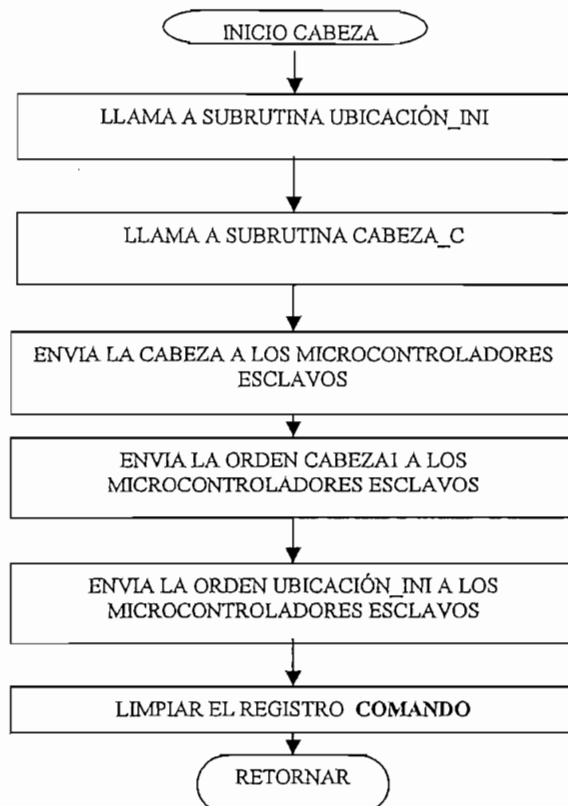 INICIO CABEZA
LLAMA A SUBRUTINA UBICACIÓN_INI
LLAMA A SUBRUTINA CABEZA_C
ENVIA LA CABEZA A LOS MICROCONTROLADORES
ESCLAVOS
ENVIA LA ORDEN CABEZA1 A LOS
MICROCONTROLADORES ESCLAVOS
ENVIA LA ORDEN UBICACIÓN_INI A LOS
MICROCONTROLADORES ESCLAVOS
LIMPIAR EL REGISTRO COMANDO
RETORNAR